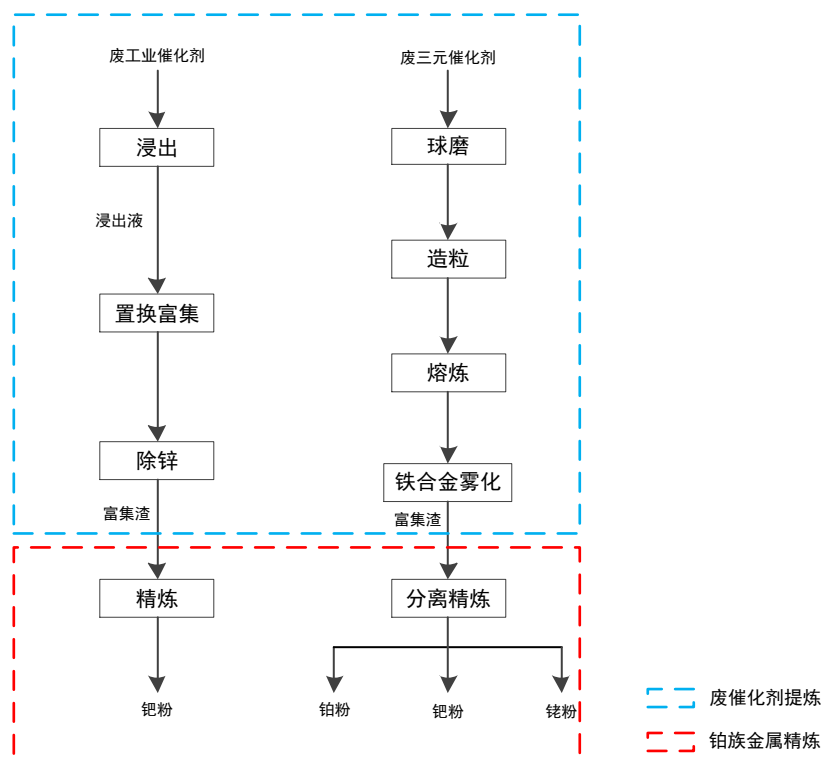 废工业催化剂
废三元催化剂
浸出
球磨
浸出液
造粒
置换富集
熔炼
除锌
铁合金雾化
富集渣
富集渣
精炼
分离精炼
钯粉
铂粉
钯粉
铑粉
废催化剂提炼
铂族金属精炼